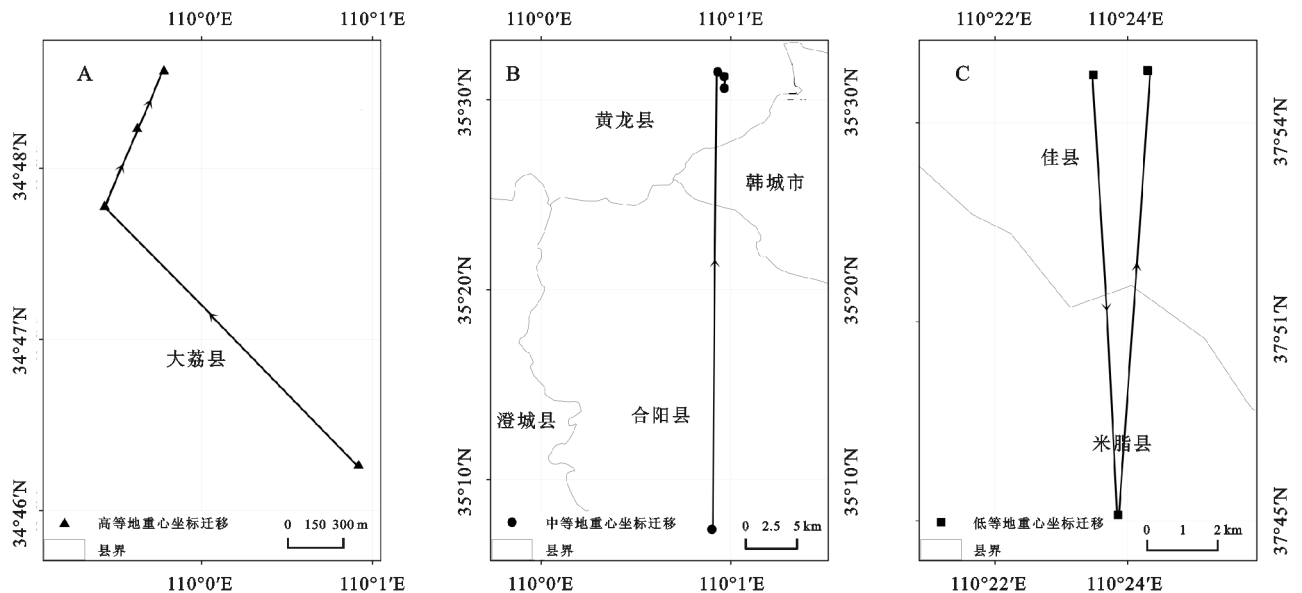 110°0′E 110°1′E
A
34°48′N
34°47′N
34°46′N
大荔县
高等地重心坐标迁移
县界
0 150 300 m
110°0′E 110°1′E
110°0′E 110°1′E
B
35°30′N 35°30′N
35°20′N 35°20′N
35°10′N 35°10′N
黄龙县
韩城市
澄城县
合阳县
中等地重心坐标迁移
县界
0 2.5 5 km
110°0′E 110°1′E
110°22′E 110°24′E
C
37°54′N
37°51′N
37°45′N
佳县
米脂县
低等地重心坐标迁移
县界
0 1 2 km
110°22′E 110°24′E